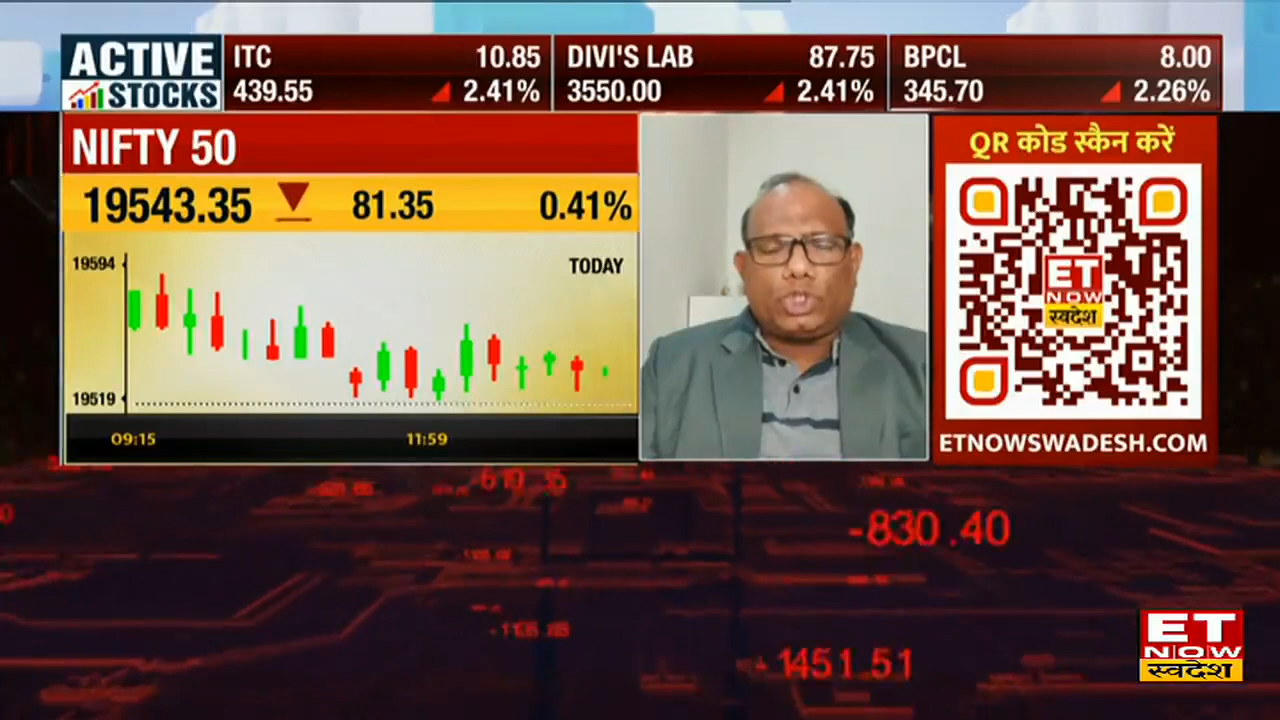 ACTIVE
STOCKS
ITC 10.85
439.55 2.41%
DIVI'S LAB 87.75
3550.00 2.41%
BPCL 8.00
345.70 2.26%
NIFTY 50
19543.35 81.35 0.41%
19594
TODAY
19519
09:15 11:59
QR कोड स्कैन करें
ET
NOW
स्वदेश
ETNOWSWADESH.COM
-830.40
-1451.51
ET
NOW
स्वदेश